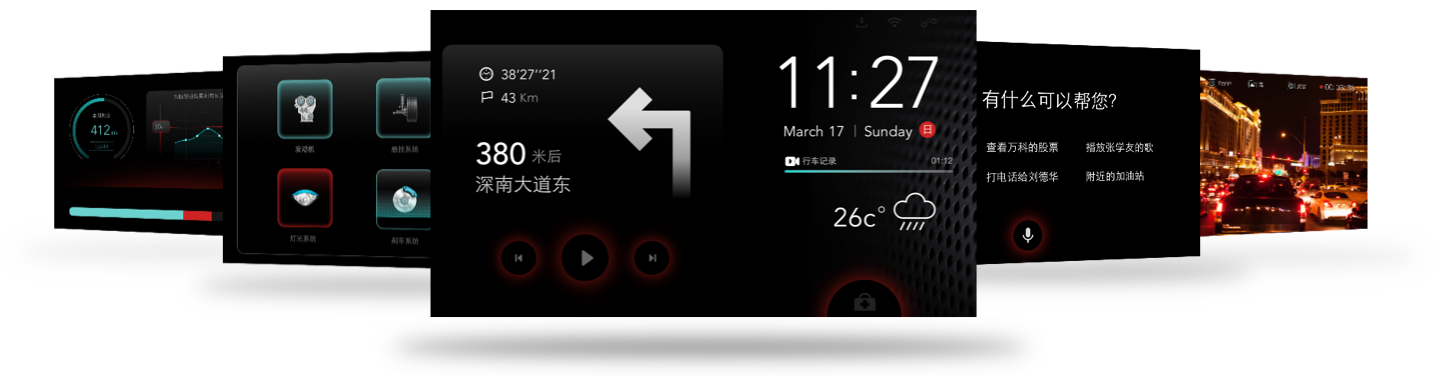 412m
发动机
悬挂系统
灯光系统
刹车系统
38'27''21
43 Km
380 米后
深南大道东
11:27
March 17 | Sunday 日
行车记录 01:12
26c°
有什么可以帮您?
查看万科的股票 播放张学友的歌
打电话给刘德华 附近的加油站